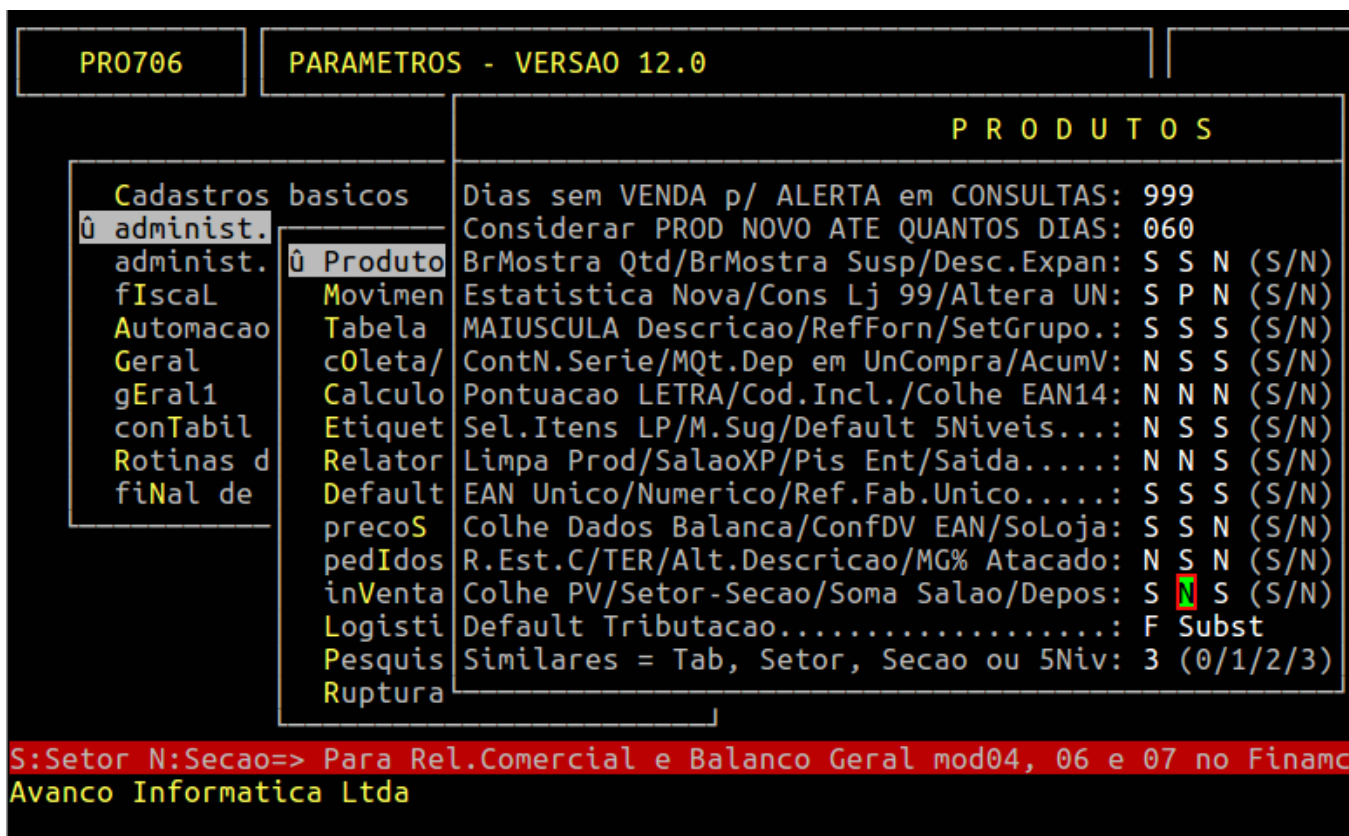 PRO706 PARAMETROS - VERSAO 12.0
P R O D U T O S
Cadastros basicos Dias sem VENDA p/ ALERTA em CONSULTAS: 999
û administ. Considerar PROD NOVO ATE QUANTOS DIAS: 060
administ. û Produto BrMostra Qtd/BrMostra Susp/Desc.Expan: S S N (S/N)
fIscaL Movimen Estatistica Nova/Cons Lj 99/Altera UN: S P N (S/N)
Automacao Tabela MAIUSCULA Descricao/RefForn/SetGrupo.: S S S (S/N)
Geral cOleta/ ContN.Serie/MQt.Dep em UnCompra/AcumV: N S S (S/N)
gEral1 Calculo Pontuacao LETRA/Cod.Incl./Colhe EAN14: N N N (S/N)
conTabil Etiquet Sel.Itens LP/M.Sug/Default 5Niveis...: N S S (S/N)
Rotinas d Relator Limpa Prod/SalaoXP/Pis Ent/Saida.....: N N S (S/N)
fiNal de Default EAN Unico/Numerico/Ref.Fab.Unico.....: S S S (S/N)
precoS Colhe Dados Balanca/ConfDV EAN/SoLoja: S S N (S/N)
pedIdos R.Est.C/TER/Alt.Descricao/MG% Atacado: N S N (S/N)
inVenta Colhe PV/Setor-Secao/Soma Salao/Depos: S N S (S/N)
Logisti Default Tributacao...................: F Subst
Pesquis Similares = Tab, Setor, Secao ou 5Niv: 3 (0/1/2/3)
Ruptura
S:Setor N:Secao=> Para Rel.Comercial e Balanco Geral mod04, 06 e 07 no Finamc
Avanco Informatica Ltda